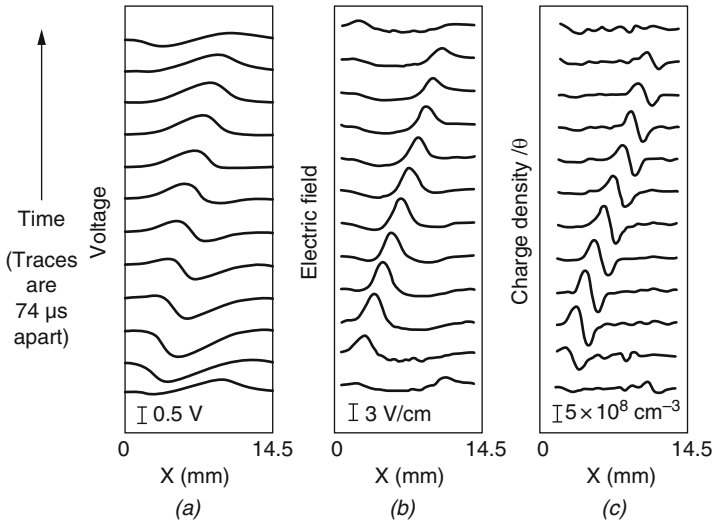 Time
(Traces
are
74 µs
apart)
Voltage
0.5 V
0
14.5
X (mm)
(a)
Electric field
3 V/cm
0
14.5
X (mm)
(b)
Charge density /θ
5 × 10⁸ cm⁻³
0
14.5
X (mm)
(c)